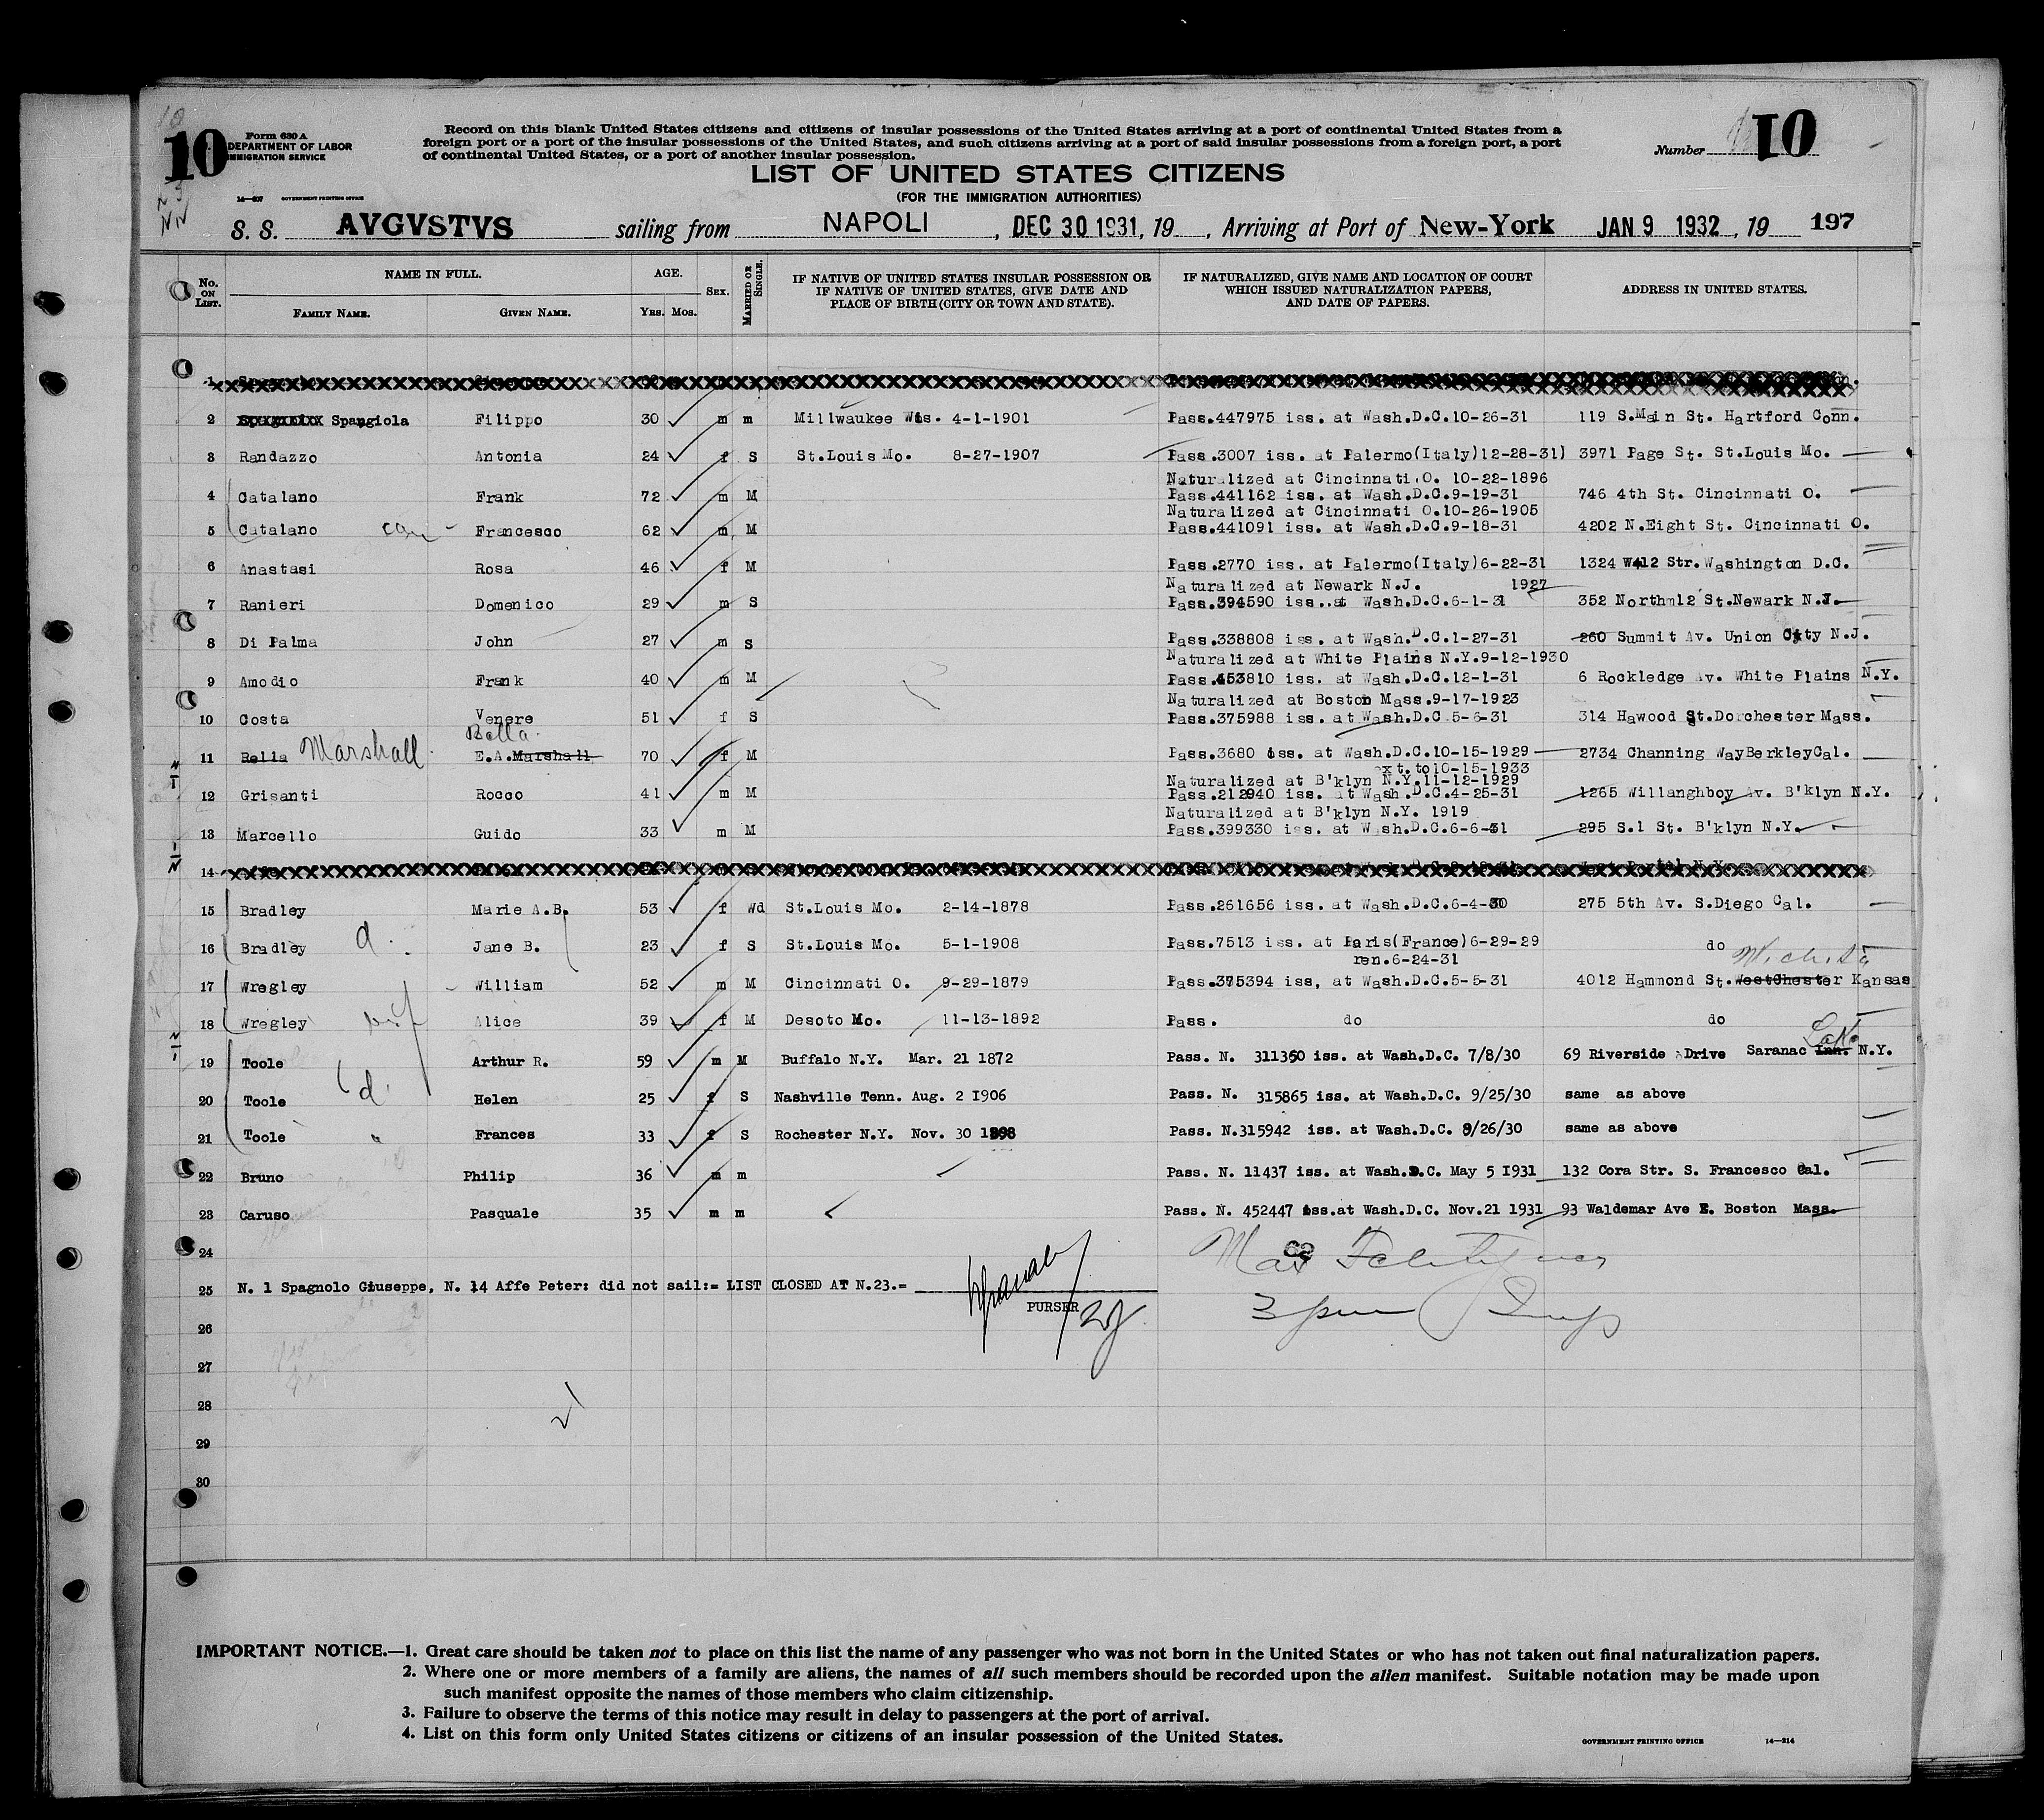 10
Form 630 A
DEPARTMENT OF LABOR
IMMIGRATION SERVICE
Record on this blank United States citizens and citizens of insular possessions of the United States arriving at a port of continental United States from a
foreign port or a port of the insular possessions of the United States, and such citizens arriving at a port of said insular possessions from a foreign port, a port
of continental United States, or a port of another insular possession.
Number 10
LIST OF UNITED STATES CITIZENS
(FOR THE IMMIGRATION AUTHORITIES)
GOVERNMENT PRINTING OFFICE
S. S. AVGVSTVS sailing from NAPOLI, DEC 30 1931, 19 , Arriving at Port of New-York JAN 9 1932, 19 197
No. ON LIST. NAME IN FULL. FAMILY NAME. GIVEN NAME. AGE. YRS. MOS. SEX. MARRIED OR SINGLE. IF NATIVE OF UNITED STATES INSULAR POSSESSION OR IF NATIVE OF UNITED STATES, GIVE DATE AND PLACE OF BIRTH (CITY OR TOWN AND STATE). IF NATURALIZED, GIVE NAME AND LOCATION OF COURT WHICH ISSUED NATURALIZATION PAPERS, AND DATE OF PAPERS. ADDRESS IN UNITED STATES.
1
2 Spangiola Filippo 30 m m Millwaukee Wis. 4-1-1901 Pass.447975 iss. at Wash.D.C.10-26-31 119 S.Main St. Hartford Conn.
3 Randazzo Antonia 24 f S St.Louis Mo. 8-27-1907 Pass.3007 iss. at Palermo(Italy)12-28-31) 3971 Page St. St.Louis Mo.
Naturalized at Cincinnati.O. 10-22-1896
4 Catalano Frank 72 m M Pass.441162 iss. at Wash.D.C.9-19-31 746 4th St. Cincinnati O.
Naturalized at Cincinnati O.10-26-1905
5 Catalano Francesco 62 m M Pass.441091 iss. at Wash.D.C.9-18-31 4202 N.Eight St. Cincinnati O.
6 Anastasi Rosa 46 f M Pass.2770 iss. at Palermo(Italy)6-22-31 1324 W412 Str.Washington D.C.
Naturalized at Newark N.J. 1927
7 Ranieri Domenico 29 m S Pass.394590 iss..at Wash.D.C.6-1-31 352 North 12 St.Newark N.J.
8 Di Palma John 27 m S Pass.338808 iss. at Wash.D.C.1-27-31 260 Summit Av. Union City N.J.
Naturalized at White Plains N.Y.9-12-1930
9 Amodio Frank 40 m M Pass.453810 iss. at Wash.D.C.12-1-31 6 Rockledge Av. White Plains N.Y.
Naturalized at Boston Mass.9-17-1923
10 Costa Venere 51 f S Pass.375988 iss. at Wash.D.C.5-6-31 314 Hawood St.Dorchester Mass.
Bella
11 Rella Marshall E.A.Marshall 70 f M Pass.3680 iss. at Wash.D.C.10-15-1929 2734 Channing WayBerkleyCal.
ext.to10-15-1933
Naturalized at B'klyn N.Y.11-12-1929
12 Grisanti Rocco 41 m M Pass.212940 iss. at Wash.D.C.4-25-31 1265 Willanghboy Av. B'klyn N.Y.
Naturalized at B'klyn N.Y. 1919
13 Marcello Guido 33 m M Pass.399330 iss. at Wash.D.C.6-6-31 295 S.1 St. B'klyn N.Y.
14
15 Bradley Marie A.B. 53 f Wd St.Louis Mo. 2-14-1878 Pass.261656 iss. at Wash.D.C.6-4-30 275 5th Av. S.Diego Cal.
16 Bradley d. Jane B. 23 f S St.Louis Mo. 5-1-1908 Pass.7513 iss. at Paris(France)6-29-29 do
ren.6-24-31 Wichita
17 Wregley William 52 m M Cincinnati O. 9-29-1879 Pass.375394 iss, at Wash.D.C.5-5-31 4012 Hammond St.WestChester Kansas
18 Wregley wif Alice 39 f M Desoto Mo. 11-13-1892 Pass. do do
Lake
19 Toole Arthur R. 59 m M Buffalo N.Y. Mar. 21 1872 Pass. N. 311350 iss. at Wash.D.C. 7/8/30 69 Riverside Drive Saranac Inn. N.Y.
20 Toole d. Helen 25 f S Nashville Tenn. Aug. 2 1906 Pass. N. 315865 iss. at Wash.D.C. 9/25/30 same as above
21 Toole " Frances 33 f S Rochester N.Y. Nov. 30 1898 Pass. N.315942 iss. at Wash.D.C. 8/26/30 same as above
22 Bruno Philip 36 m m Pass. N. 11437 iss. at Wash.D.C. May 5 1931 132 Cora Str. S. Francesco Cal.
23 Caruso Pasquale 35 m m Pass. N. 452447 iss.at Wash.D.C. Nov.21 1931 93 Waldemar Ave E. Boston Mass.
24
25 N. 1 Spagnolo Giuseppe, N. 14 Affe Peter: did not sail:= LIST CLOSED AT N.23.=
PURSER
26
27
28
29
30
IMPORTANT NOTICE.—1. Great care should be taken not to place on this list the name of any passenger who was not born in the United States or who has not taken out final naturalization papers.
2. Where one or more members of a family are aliens, the names of all such members should be recorded upon the alien manifest. Suitable notation may be made upon
such manifest opposite the names of those members who claim citizenship.
3. Failure to observe the terms of this notice may result in delay to passengers at the port of arrival.
4. List on this form only United States citizens or citizens of an insular possession of the United States.
GOVERNMENT PRINTING OFFICE 14—214